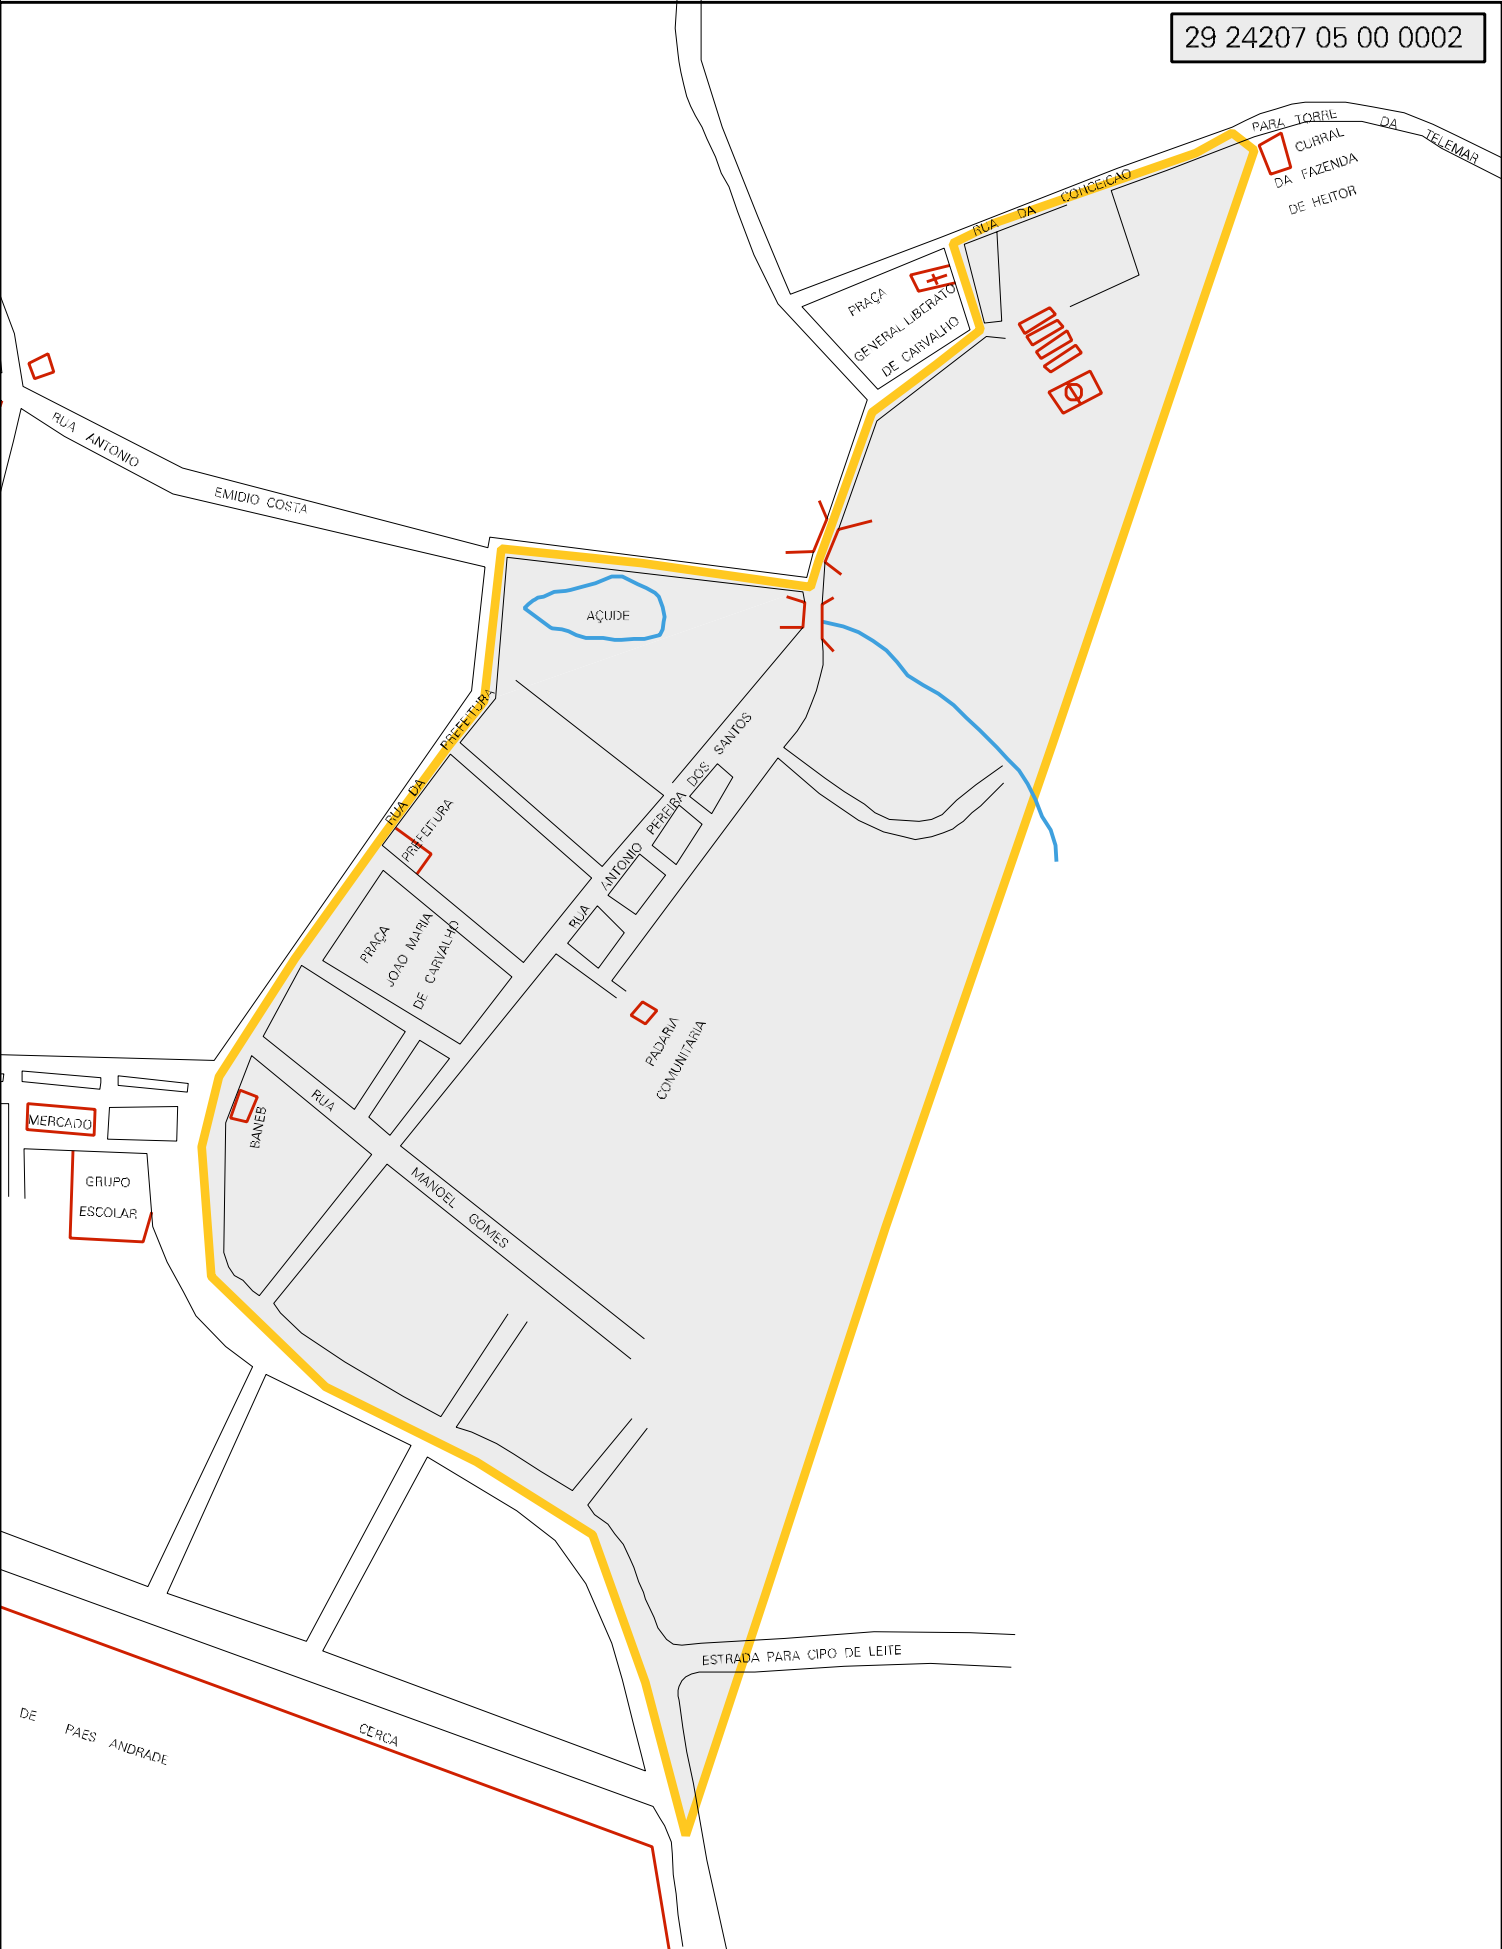 29 24207 05 00 0002
PARA TORRE DA TELEMAR
CURRAL
DA FAZENDA
DE HEITOR
RUA DA CONCEICAO
PRAÇA
GENERAL LIBERATO
DE CARVALHO
RUA ANTONIO EMIDIO COSTA
AÇUDE
RUA DA PREFEITURA
PREFEITURA
RUA ANTONIO PEREIRA DOS SANTOS
PRAÇA
JOAO MARIA
DE CARVALHO
PADARIA
COMUNITARIA
BANEB
RUA MANOEL GOMES
MERCADO
GRUPO
ESCOLAR
ESTRADA PARA CIPO DE LEITE
CERCA
DE PAES ANDRADE